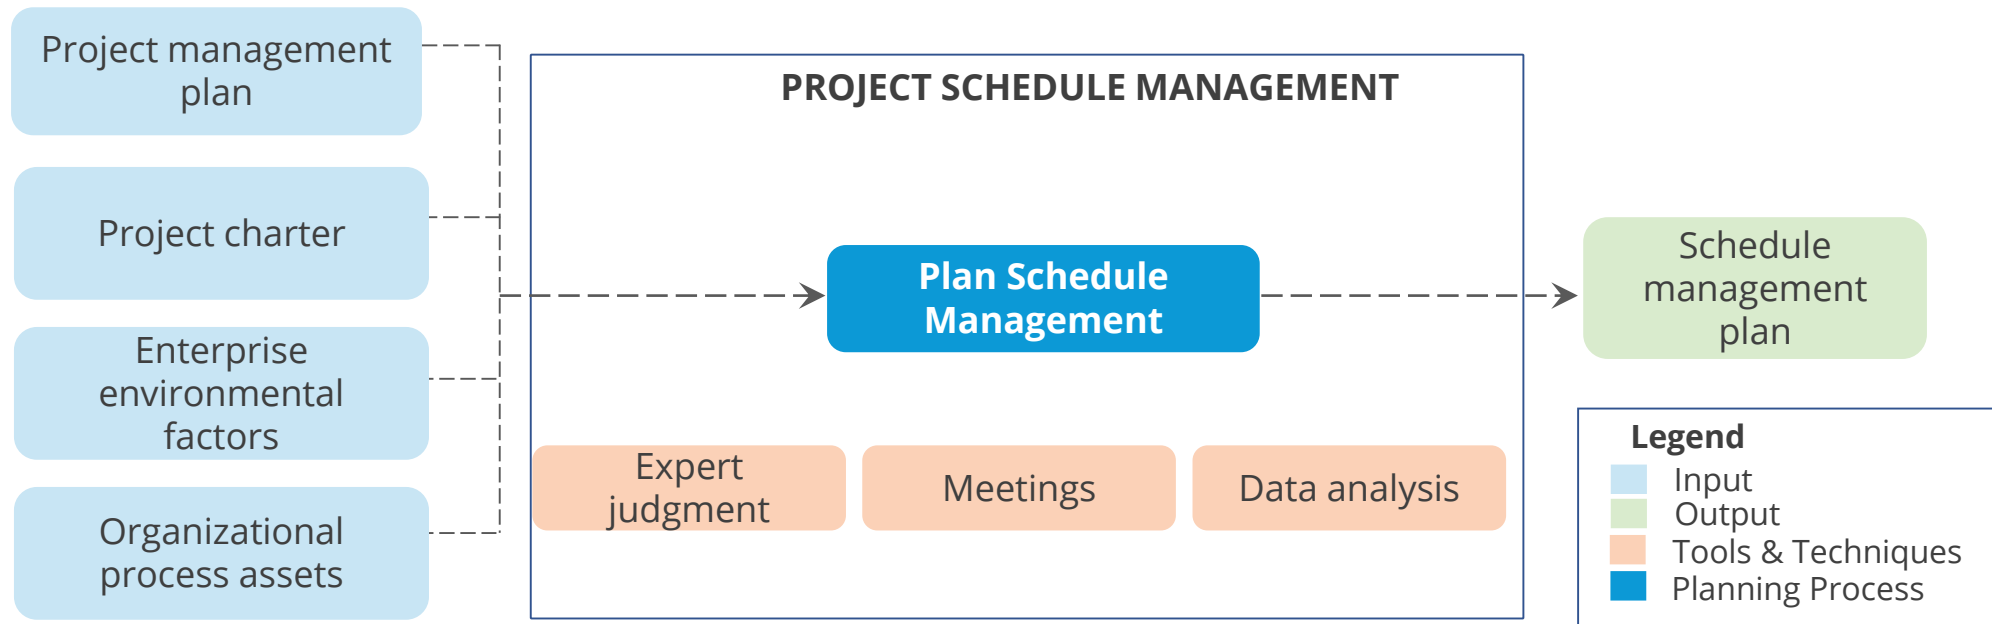 Project management
plan
Project charter
Enterprise
environmental
factors
Organizational
process assets
PROJECT SCHEDULE MANAGEMENT
Plan Schedule
Management
Expert
judgment
Meetings
Data analysis
Schedule
management
plan
Legend
Input
Output
Tools & Techniques
Planning Process